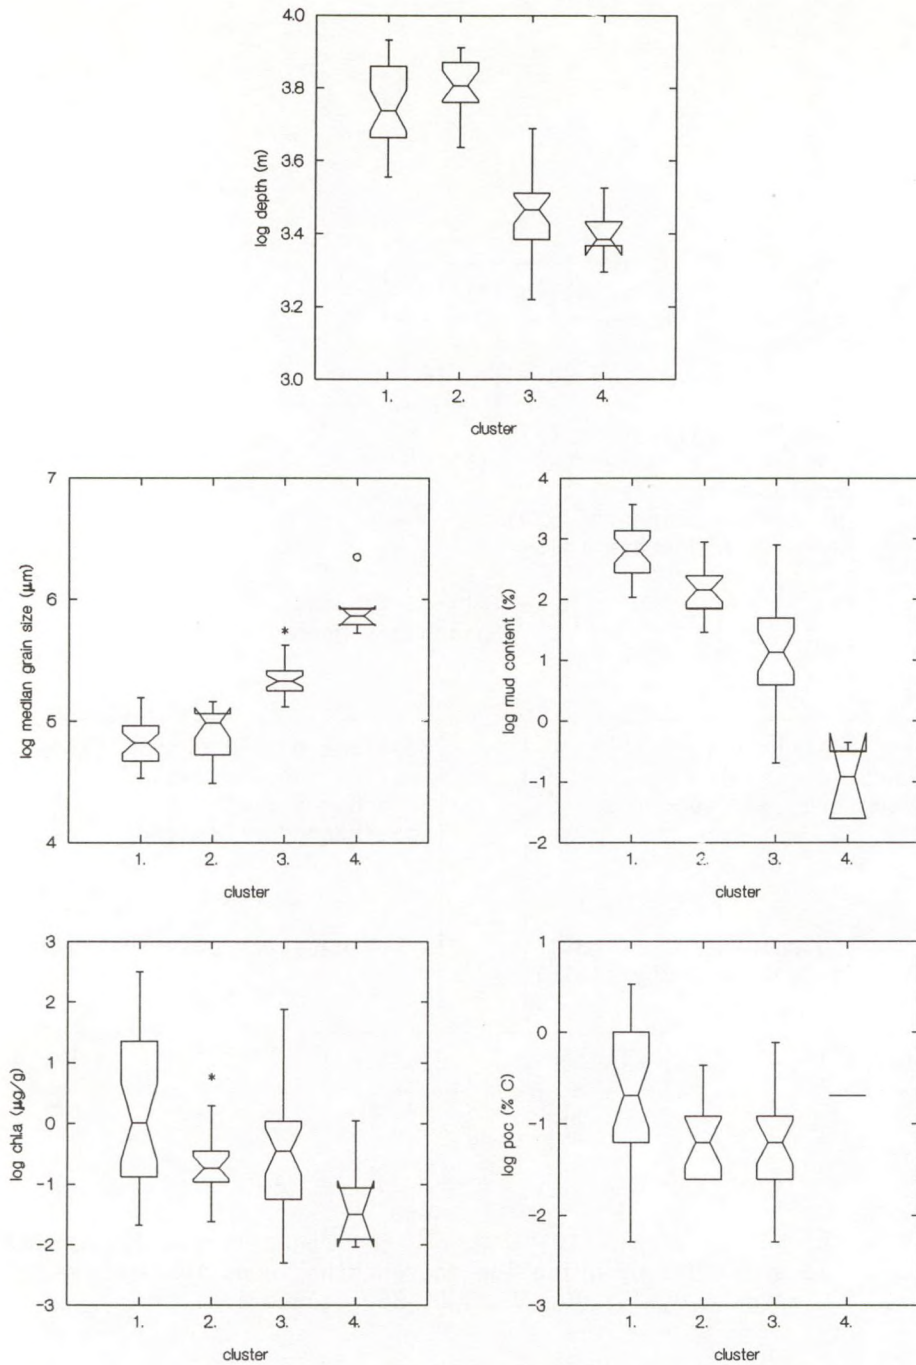 4.0
3.8
3.6
3.4
3.2
3.0
log depth (m)
1. 2. 3. 4.
cluster
7
6
5
4
log median grain size (μm)
1. 2. 3. 4.
cluster
4
3
2
1
0
-1
-2
log mud content (%)
1. 2. 3. 4.
cluster
3
2
1
0
-1
-2
-3
log chl.a (μg/g)
1. 2. 3. 4.
cluster
1
0
-1
-2
-3
log poc (% C)
1. 2. 3. 4.
cluster